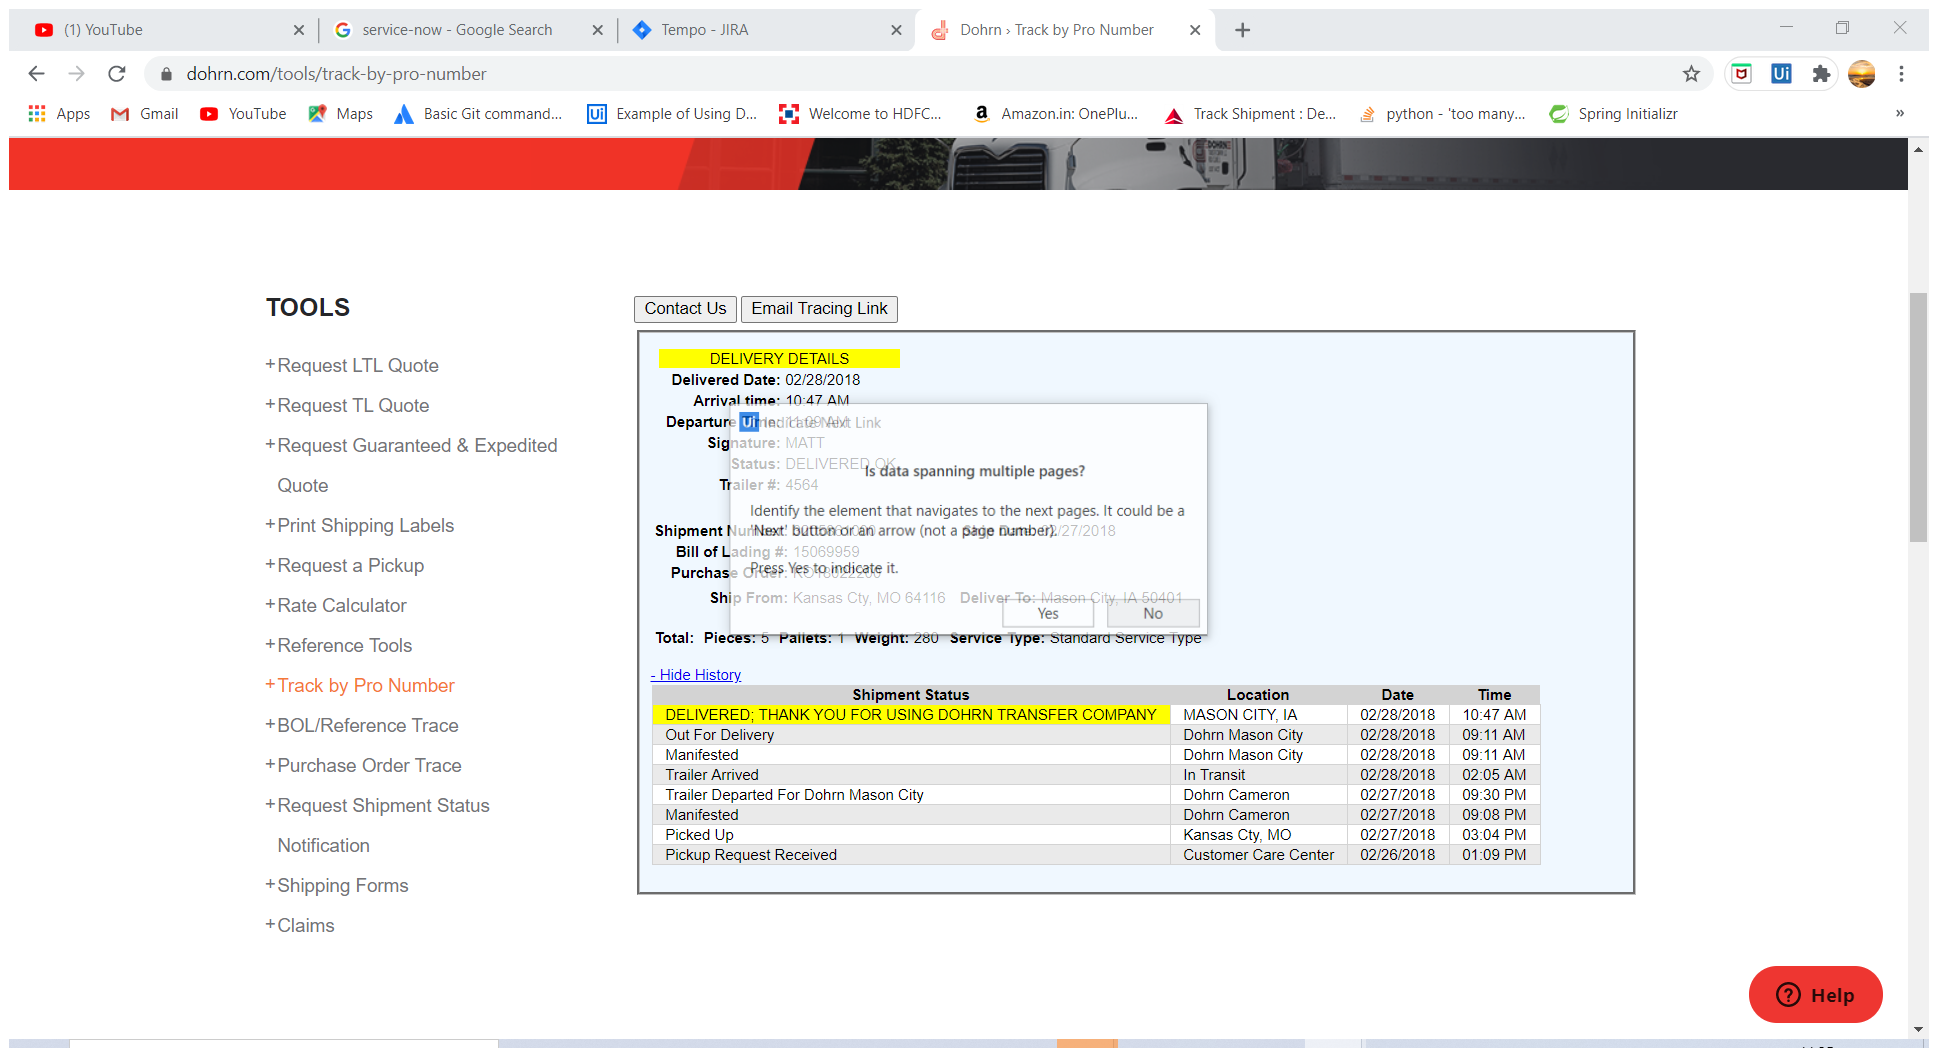 (1) YouTube
service-now - Google Search
Tempo - JIRA
Dohrn › Track by Pro Number
dohrn.com/tools/track-by-pro-number
Apps
Gmail
YouTube
Maps
Basic Git command...
Ui
Example of Using D...
Welcome to HDFC...
Amazon.in: OnePlu...
Track Shipment : De...
python - 'too many...
Spring Initializr
»
DOHRN
TOOLS
+Request LTL Quote
+Request TL Quote
+Request Guaranteed & Expedited
Quote
+Print Shipping Labels
+Request a Pickup
+Rate Calculator
+Reference Tools
+Track by Pro Number
+BOL/Reference Trace
+Purchase Order Trace
+Request Shipment Status
Notification
+Shipping Forms
+Claims
Contact Us
Email Tracing Link
DELIVERY DETAILS
Delivered Date: 02/28/2018
Arrival time: 10:47 AM
Departure time: 11:09 AM
Signature: MATT
Status: DELIVERED OK
Trailer #: 4564
Ui Indicate Next Link
Is data spanning multiple pages?
Identify the element that navigates to the next pages. It could be a
'Next' button or an arrow (not a page number).
Press Yes to indicate it.
Yes
No
Shipment Number:
Ship Date: 02/27/2018
Bill of Lading #: 15069959
Purchase Order:
Ship From: Kansas Cty, MO 64116 Deliver To: Mason City, IA 50401
Total: Pieces: 5 Pallets: 1 Weight: 280 Service Type: Standard Service Type
- Hide History
Shipment Status Location Date Time
DELIVERED; THANK YOU FOR USING DOHRN TRANSFER COMPANY MASON CITY, IA 02/28/2018 10:47 AM
Out For Delivery Dohrn Mason City 02/28/2018 09:11 AM
Manifested Dohrn Mason City 02/28/2018 09:11 AM
Trailer Arrived In Transit 02/28/2018 02:05 AM
Trailer Departed For Dohrn Mason City Dohrn Cameron 02/27/2018 09:30 PM
Manifested Dohrn Cameron 02/27/2018 09:08 PM
Picked Up Kansas Cty, MO 02/27/2018 03:04 PM
Pickup Request Received Customer Care Center 02/26/2018 01:09 PM
Help